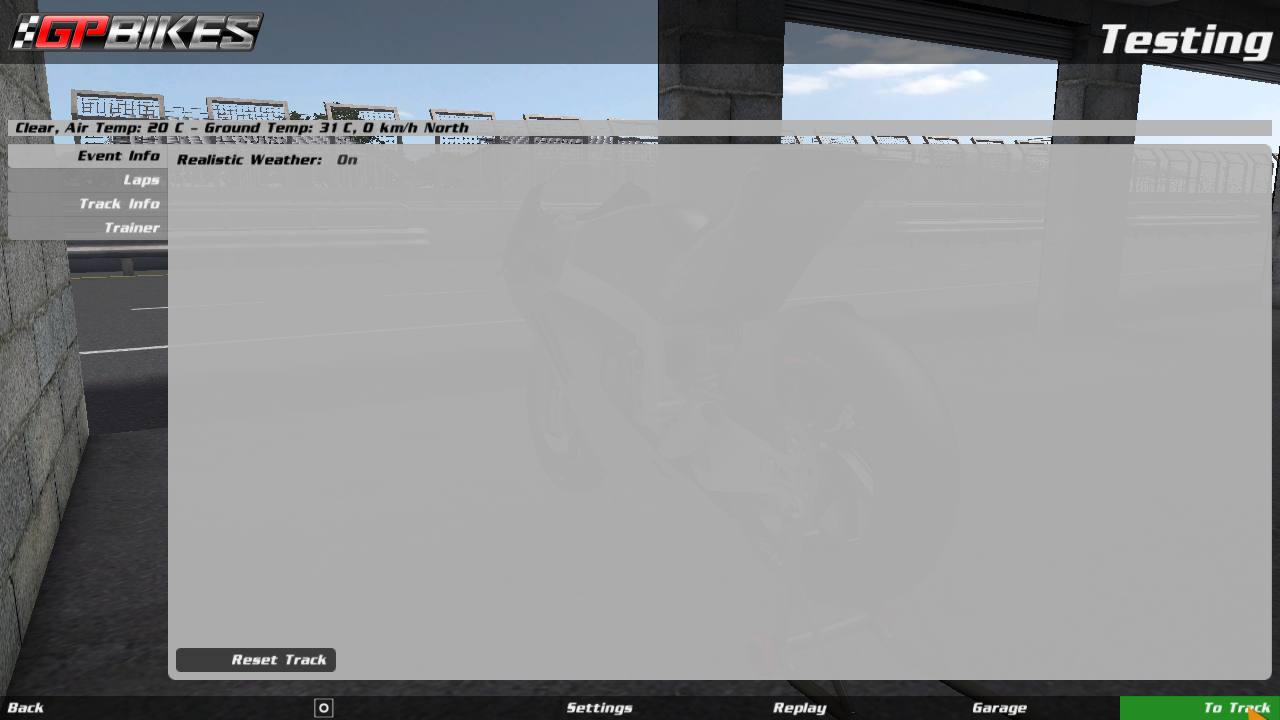 GPBIKES
Testing
Clear, Air Temp: 20 C - Ground Temp: 31 C, 0 km/h North
Event Info
Realistic Weather: On
Laps
Track Info
Trainer
Reset Track
Back
Settings
Replay
Garage
To Track